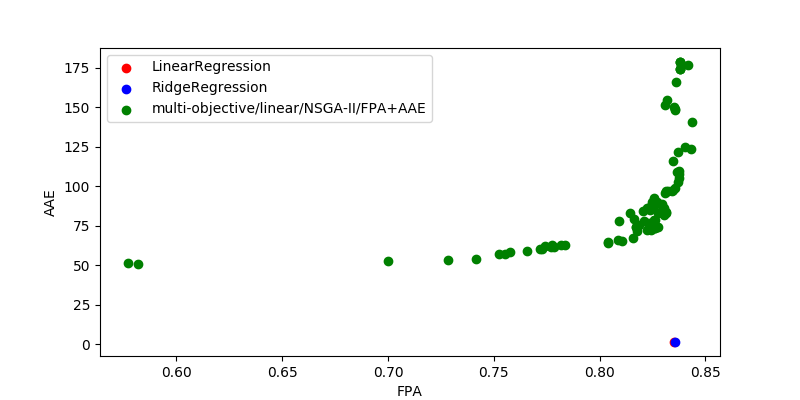 LinearRegression
RidgeRegression
multi-objective/linear/NSGA-II/FPA+AAE
175
150
125
100
75
50
25
0
AAE
0.60 0.65 0.70 0.75 0.80 0.85
FPA